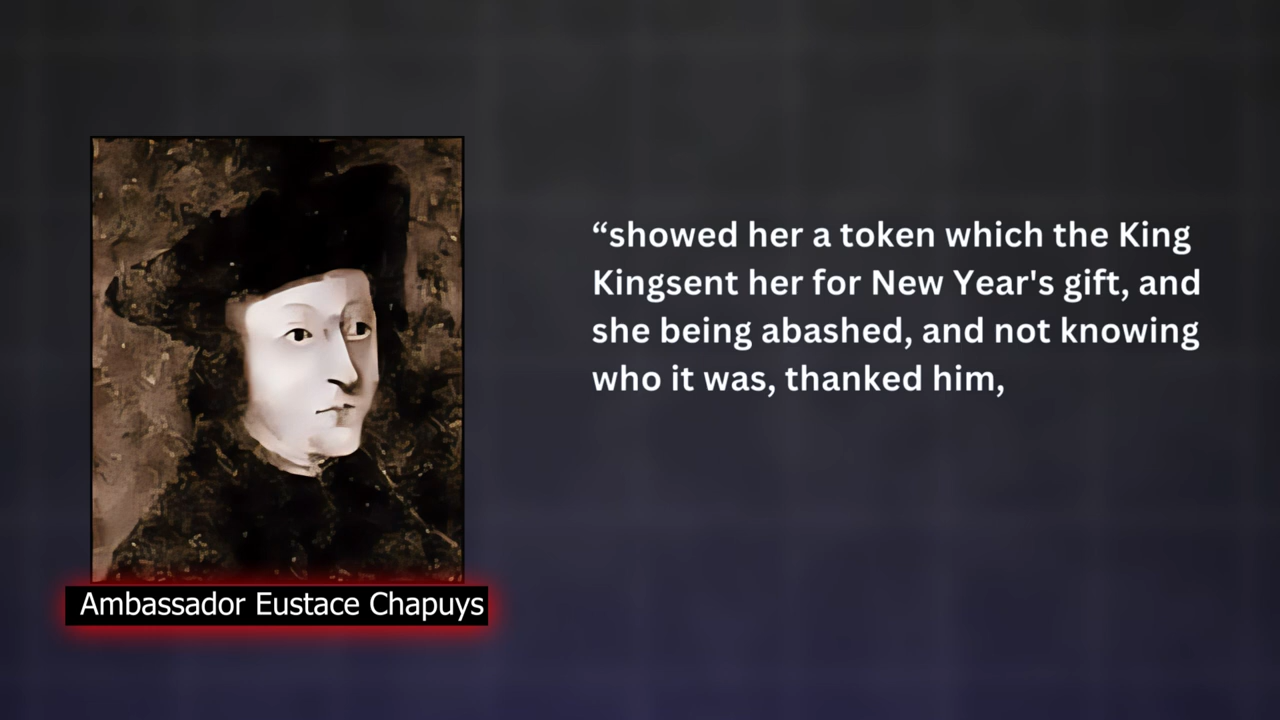 “showed her a token which the King
Kingsent her for New Year's gift, and
she being abashed, and not knowing
who it was, thanked him,
Ambassador Eustace Chapuys